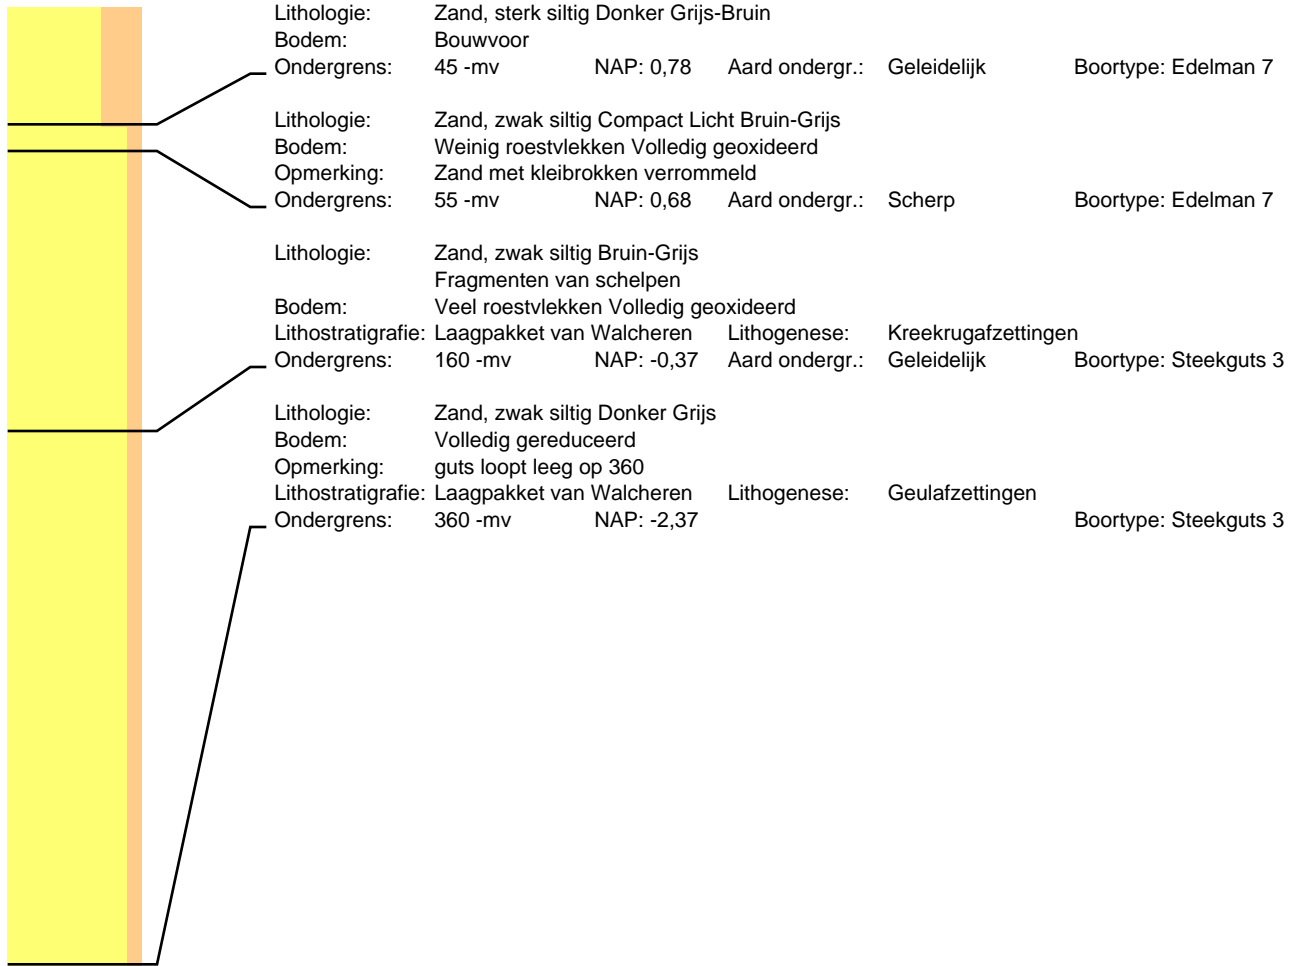 Lithologie: Zand, sterk siltig Donker Grijs-Bruin
Bodem: Bouwvoor
Ondergrens: 45 -mv NAP: 0,78 Aard ondergr.: Geleidelijk Boortype: Edelman 7
Lithologie: Zand, zwak siltig Compact Licht Bruin-Grijs
Bodem: Weinig roestvlekken Volledig geoxideerd
Opmerking: Zand met kleibrokken verrommeld
Ondergrens: 55 -mv NAP: 0,68 Aard ondergr.: Scherp Boortype: Edelman 7
Lithologie: Zand, zwak siltig Bruin-Grijs
Fragmenten van schelpen
Bodem: Veel roestvlekken Volledig geoxideerd
Lithostratigrafie: Laagpakket van Walcheren Lithogenese: Kreekrugafzettingen
Ondergrens: 160 -mv NAP: -0,37 Aard ondergr.: Geleidelijk Boortype: Steekguts 3
Lithologie: Zand, zwak siltig Donker Grijs
Bodem: Volledig gereduceerd
Opmerking: guts loopt leeg op 360
Lithostratigrafie: Laagpakket van Walcheren Lithogenese: Geulafzettingen
Ondergrens: 360 -mv NAP: -2,37 Boortype: Steekguts 3